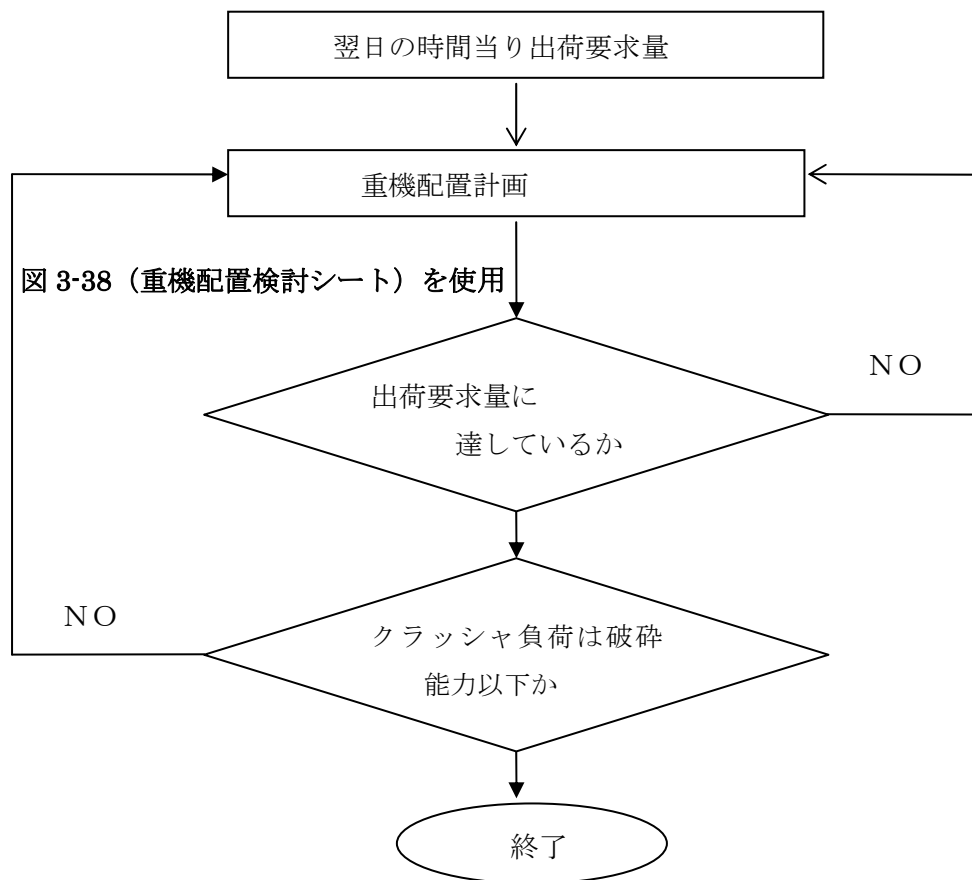 翌日の時間当り出荷要求量
重機配置計画
図 3-38（重機配置検討シート）を使用
出荷要求量に
達しているか
ＮＯ
クラッシャ負荷は破砕
能力以下か
ＮＯ
終了